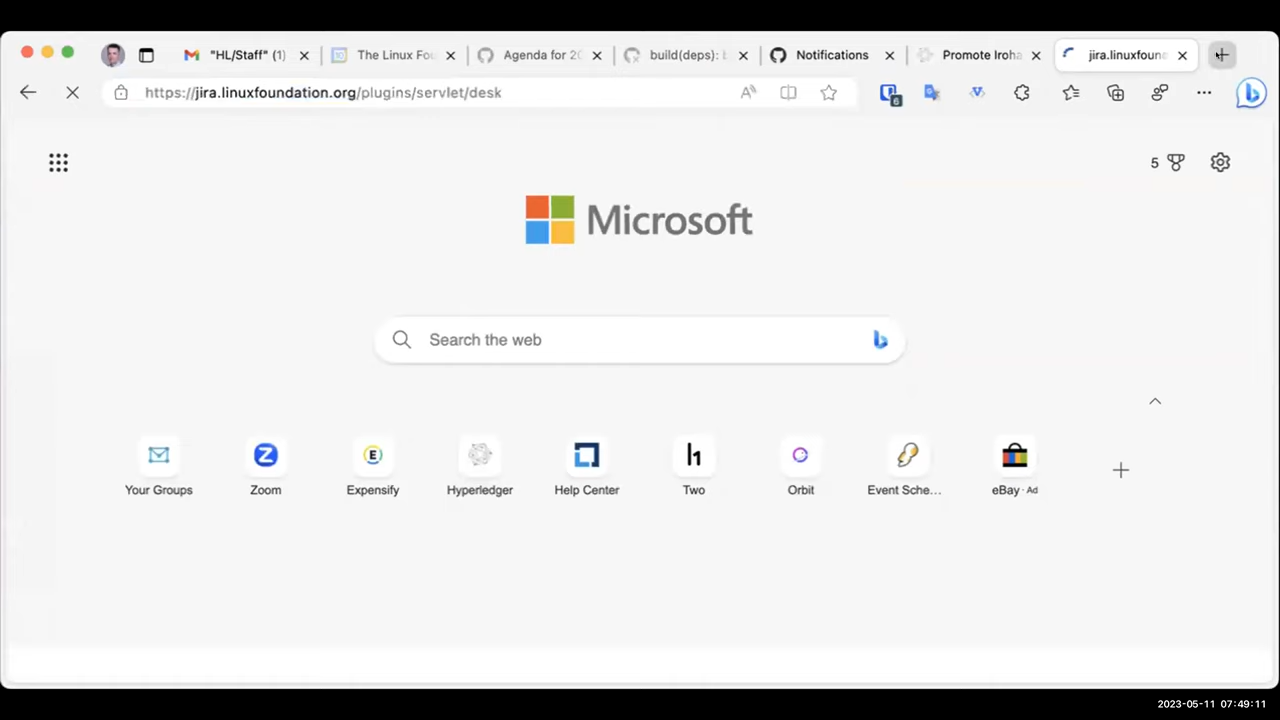 "HL/Staff" (1)
The Linux Fou
Agenda for 20
build(deps): b
Notifications
Promote Iroha
jira.linuxfound
https://jira.linuxfoundation.org/plugins/servlet/desk
6
5
Microsoft
Search the web
Your Groups
Zoom
Expensify
Hyperledger
Help Center
Two
Orbit
Event Sche...
eBay · Ad
2023-05-11 07:49:11